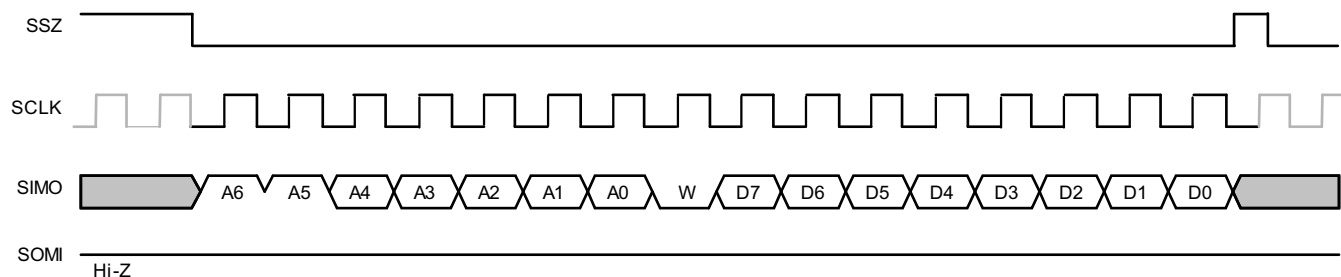 SSZ
SCLK
SIMO A6 A5 A4 A3 A2 A1 A0 W D7 D6 D5 D4 D3 D2 D1 D0
SOMI
Hi-Z